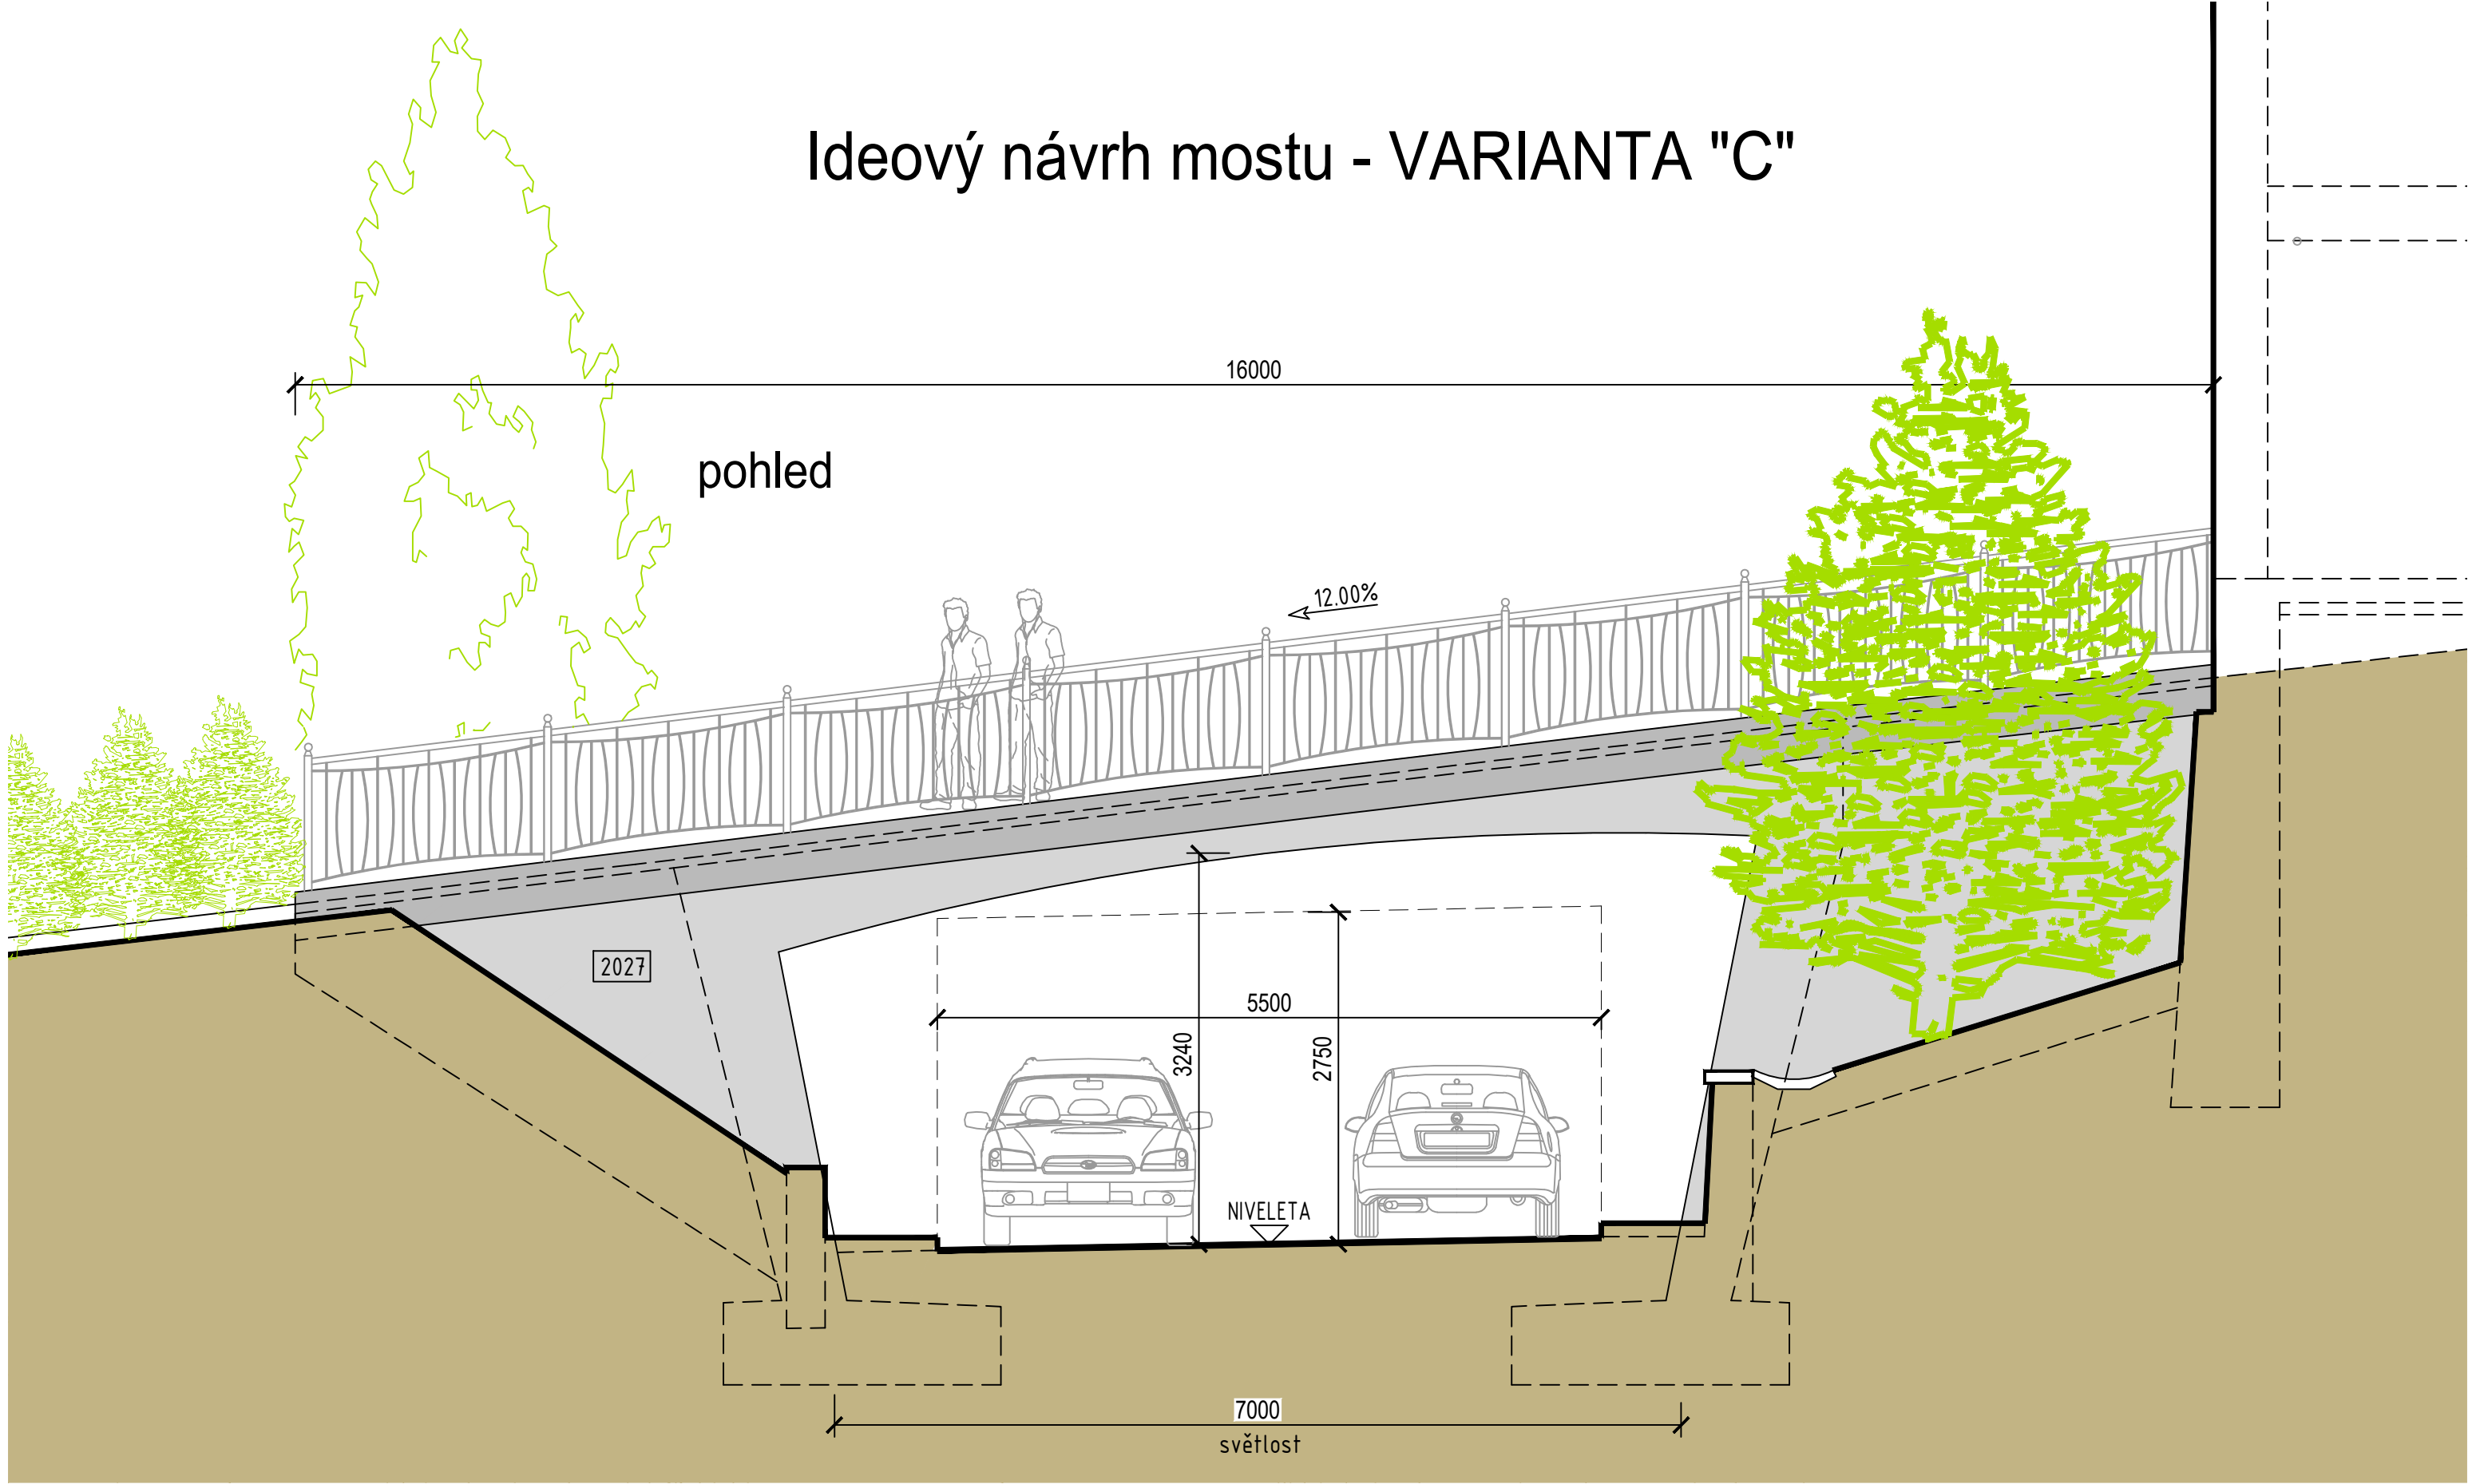 Ideový návrh mostu - VARIANTA "C"
16000
pohled
12.00%
2027
5500
3240
2750
NIVELETA
7000
světlost